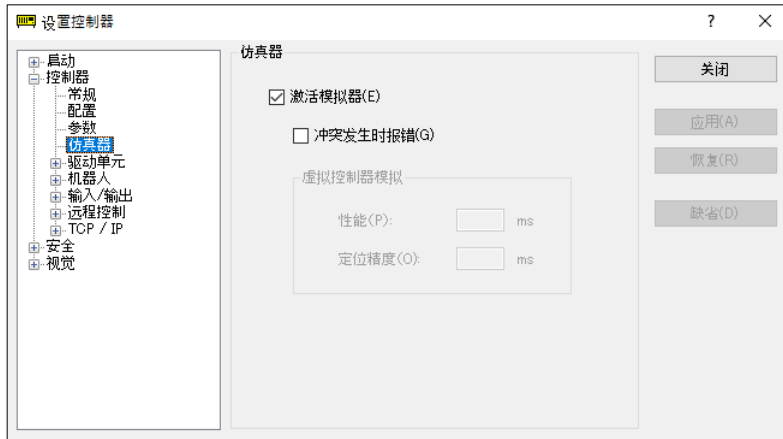 设置控制器
?
启动
控制器
常规
配置
参数
仿真器
驱动单元
机器人
输入/输出
远程控制
TCP / IP
安全
视觉
仿真器
激活模拟器(E)
冲突发生时报错(G)
虚拟控制器模拟
性能(P): ms
定位精度(O): ms
关闭
应用(A)
恢复(R)
缺省(D)